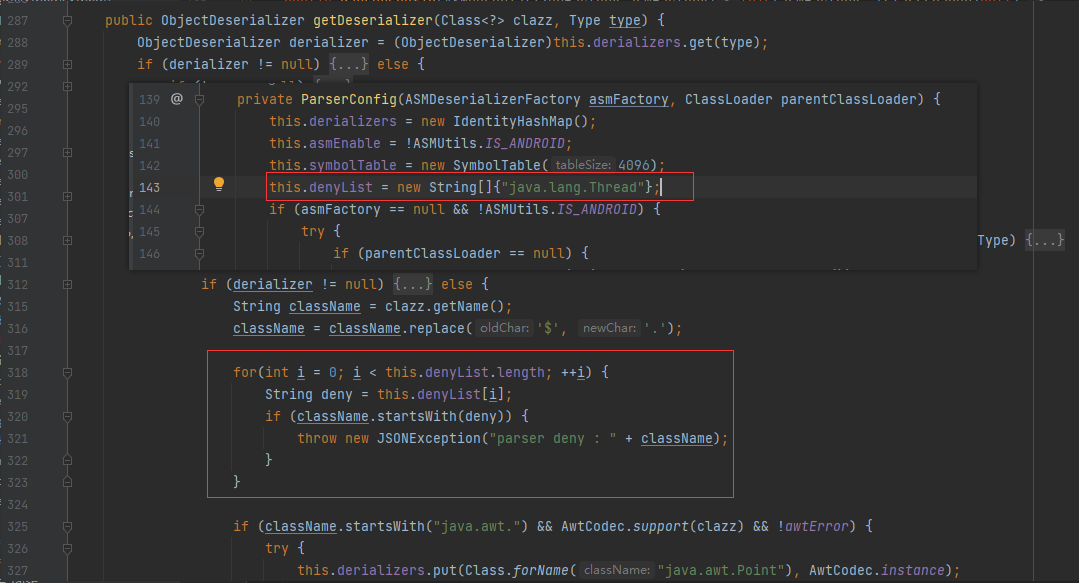 287 public ObjectDeserializer getDeserializer(Class<?> clazz, Type type) {
288 ObjectDeserializer derializer = (ObjectDeserializer)this.derializers.get(type);
289 if (derializer != null) {...} else {
292
295
139 @ private ParserConfig(ASMDeserializerFactory asmFactory, ClassLoader parentClassLoader) {
296
140 this.derializers = new IdentityHashMap();
297
141 this.asmEnable = !ASMUtils.IS_ANDROID;
300
142 this.symbolTable = new SymbolTable( tableSize: 4096);
301
143 this.denyList = new String[]{"java.lang.Thread"};
307
144 if (asmFactory == null && !ASMUtils.IS_ANDROID) {
145 try {
308 Type) {...}
146 if (parentClassLoader == null) {
311
312 if (derializer != null) {...} else {
315 String className = clazz.getName();
316 className = className.replace( oldChar: '$', newChar: '.');
317
318 for(int i = 0; i < this.denyList.length; ++i) {
319 String deny = this.denyList[i];
320 if (className.startsWith(deny)) {
321 throw new JSONException("parser deny : " + className);
322 }
323 }
324
325 if (className.startsWith("java.awt.") && AwtCodec.support(clazz) && !awtError) {
326 try {
327 this.derializers.put(Class.forName( className: "java.awt.Point"), AwtCodec.instance);